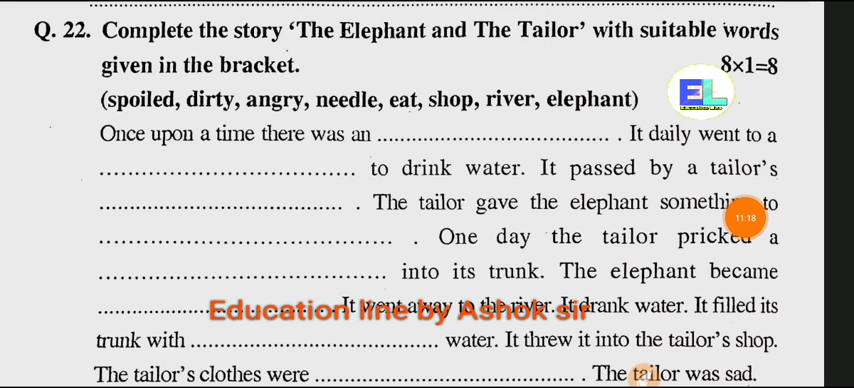 Q. 22. Complete the story ‘The Elephant and The Tailor’ with suitable words
given in the bracket. 8×1=8
(spoiled, dirty, angry, needle, eat, shop, river, elephant)
EL
Once upon a time there was an .................................... . It daily went to a
......................................... to drink water. It passed by a tailor’s
....................................... . The tailor gave the elephant to
............................................... . One day the tailor pricked a
.............................................. into its trunk. The elephant became
....................................... . It went away to the river. It drank water. It filled its
trunk with ....................................... water. It threw it into the tailor’s shop.
The tailor’s clothes were ......................................... . The tailor was sad.
11:18
Education line by Ashok sir